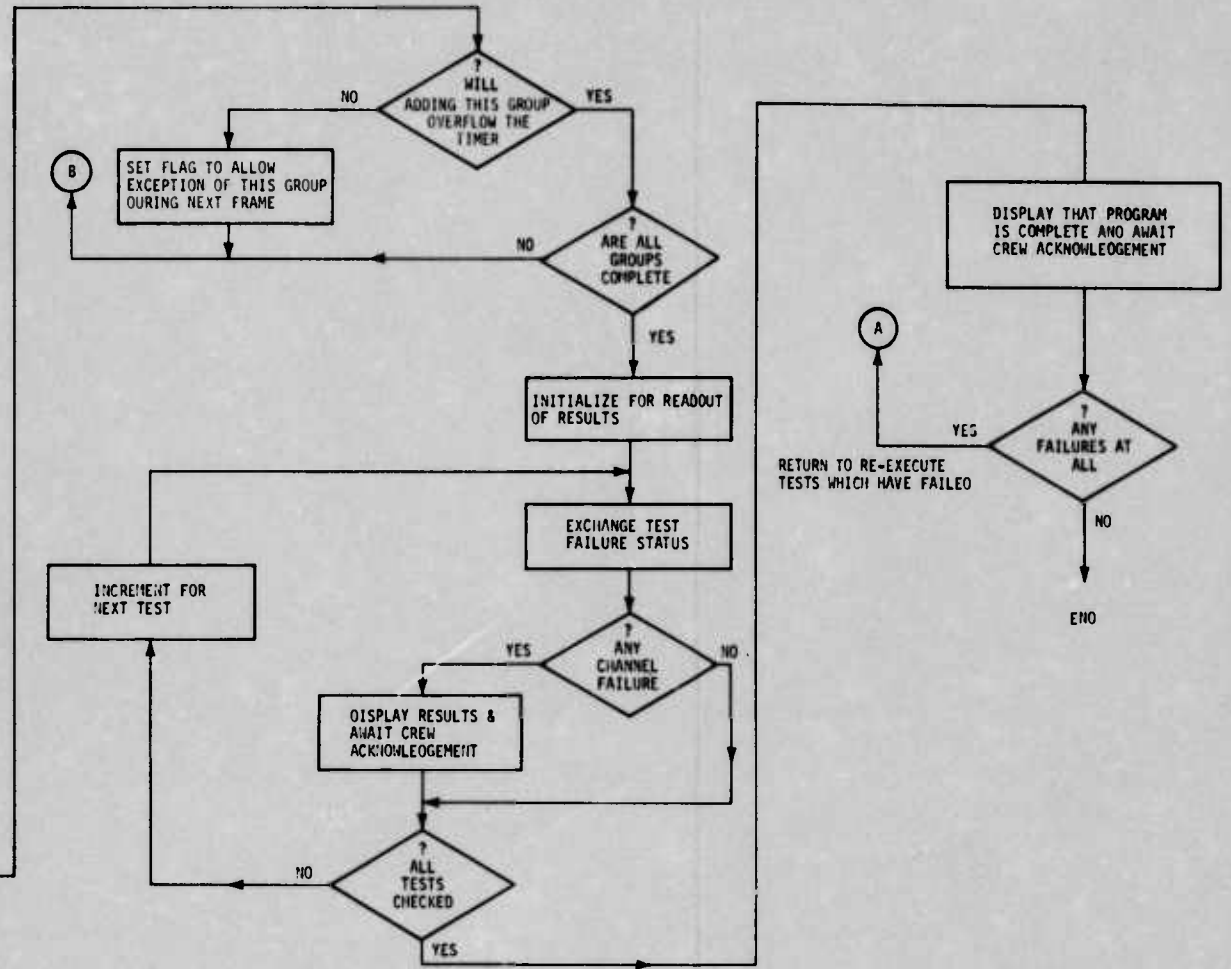 ?
WILL
ADDING THIS GROUP
OVERFLOW THE
TIMER
NO
YES
B
SET FLAG TO ALLOW
EXCEPTION OF THIS GROUP
OURING NEXT FRAME
?
ARE ALL
GROUPS
COMPLETE
NO
YES
INITIALIZE FOR READOUT
OF RESULTS
EXCHANGE TEST
FAILURE STATUS
INCREMENT FOR
NEXT TEST
?
ANY
CHANNEL
FAILURE
YES
NO
OISPLAY RESULTS &
AWAIT CREW
ACKNOWLEOGEMENT
?
ALL
TESTS
CHECKED
NO
YES
DISPLAY THAT PROGRAM
IS COMPLETE AND AWAIT
CREW ACKNOWLEOGEMENT
A
?
ANY
FAILURES AT
ALL
YES
RETURN TO RE-EXECUTE
TESTS WHICH HAVE FAILEO
NO
ENO